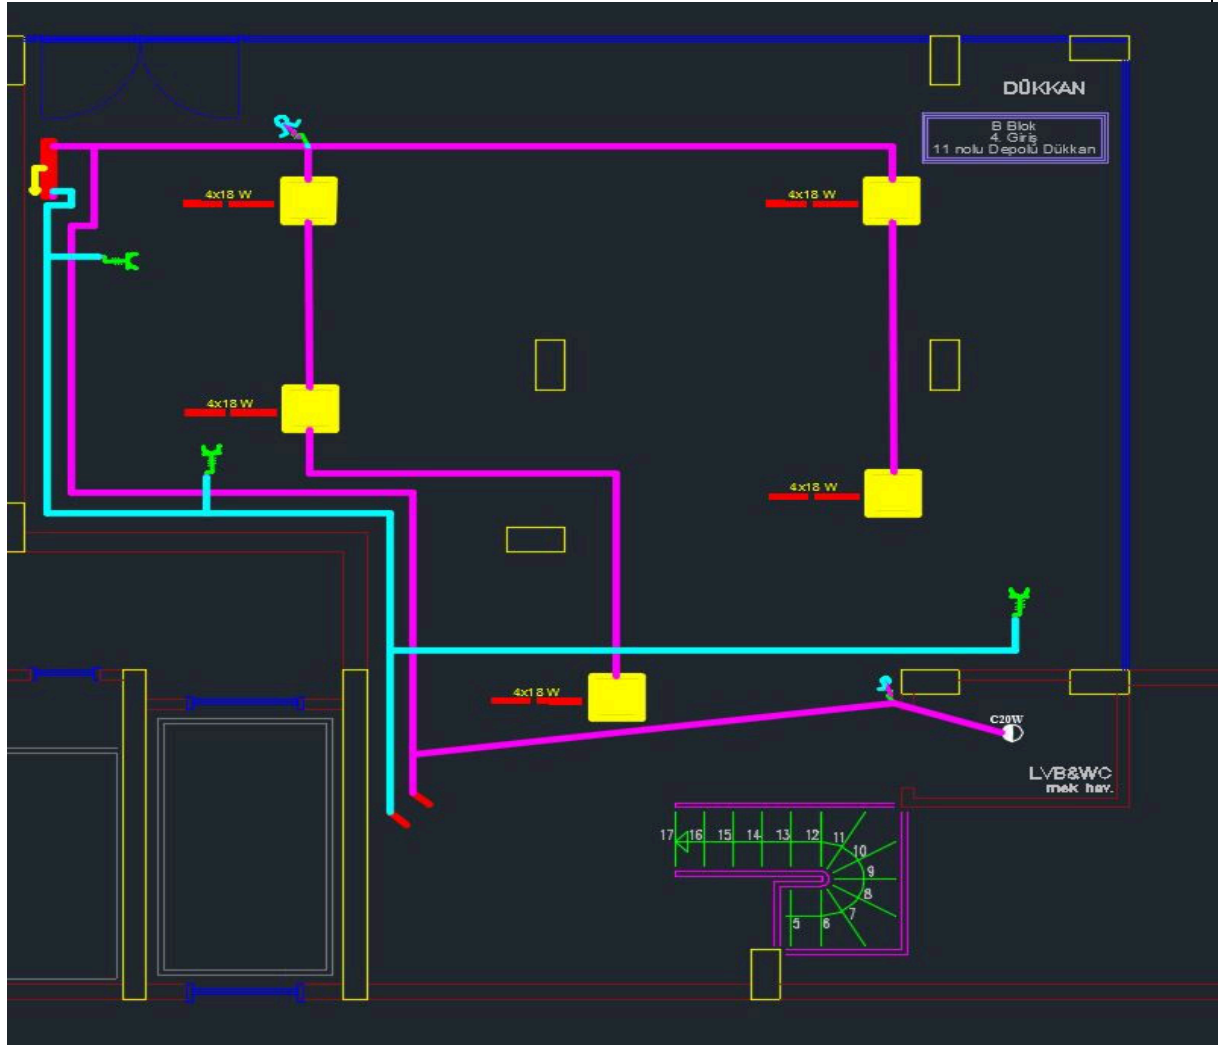 DÜKKAN
B Blok
4. Giriş
11 nolu Depolu Dükkan
4x18 W
4x18 W
4x18 W
4x18 W
4x18 W
C20W
LVB&WC
mek hav.
17 16 15 14 13 12 11
10
9
8
7
5 6